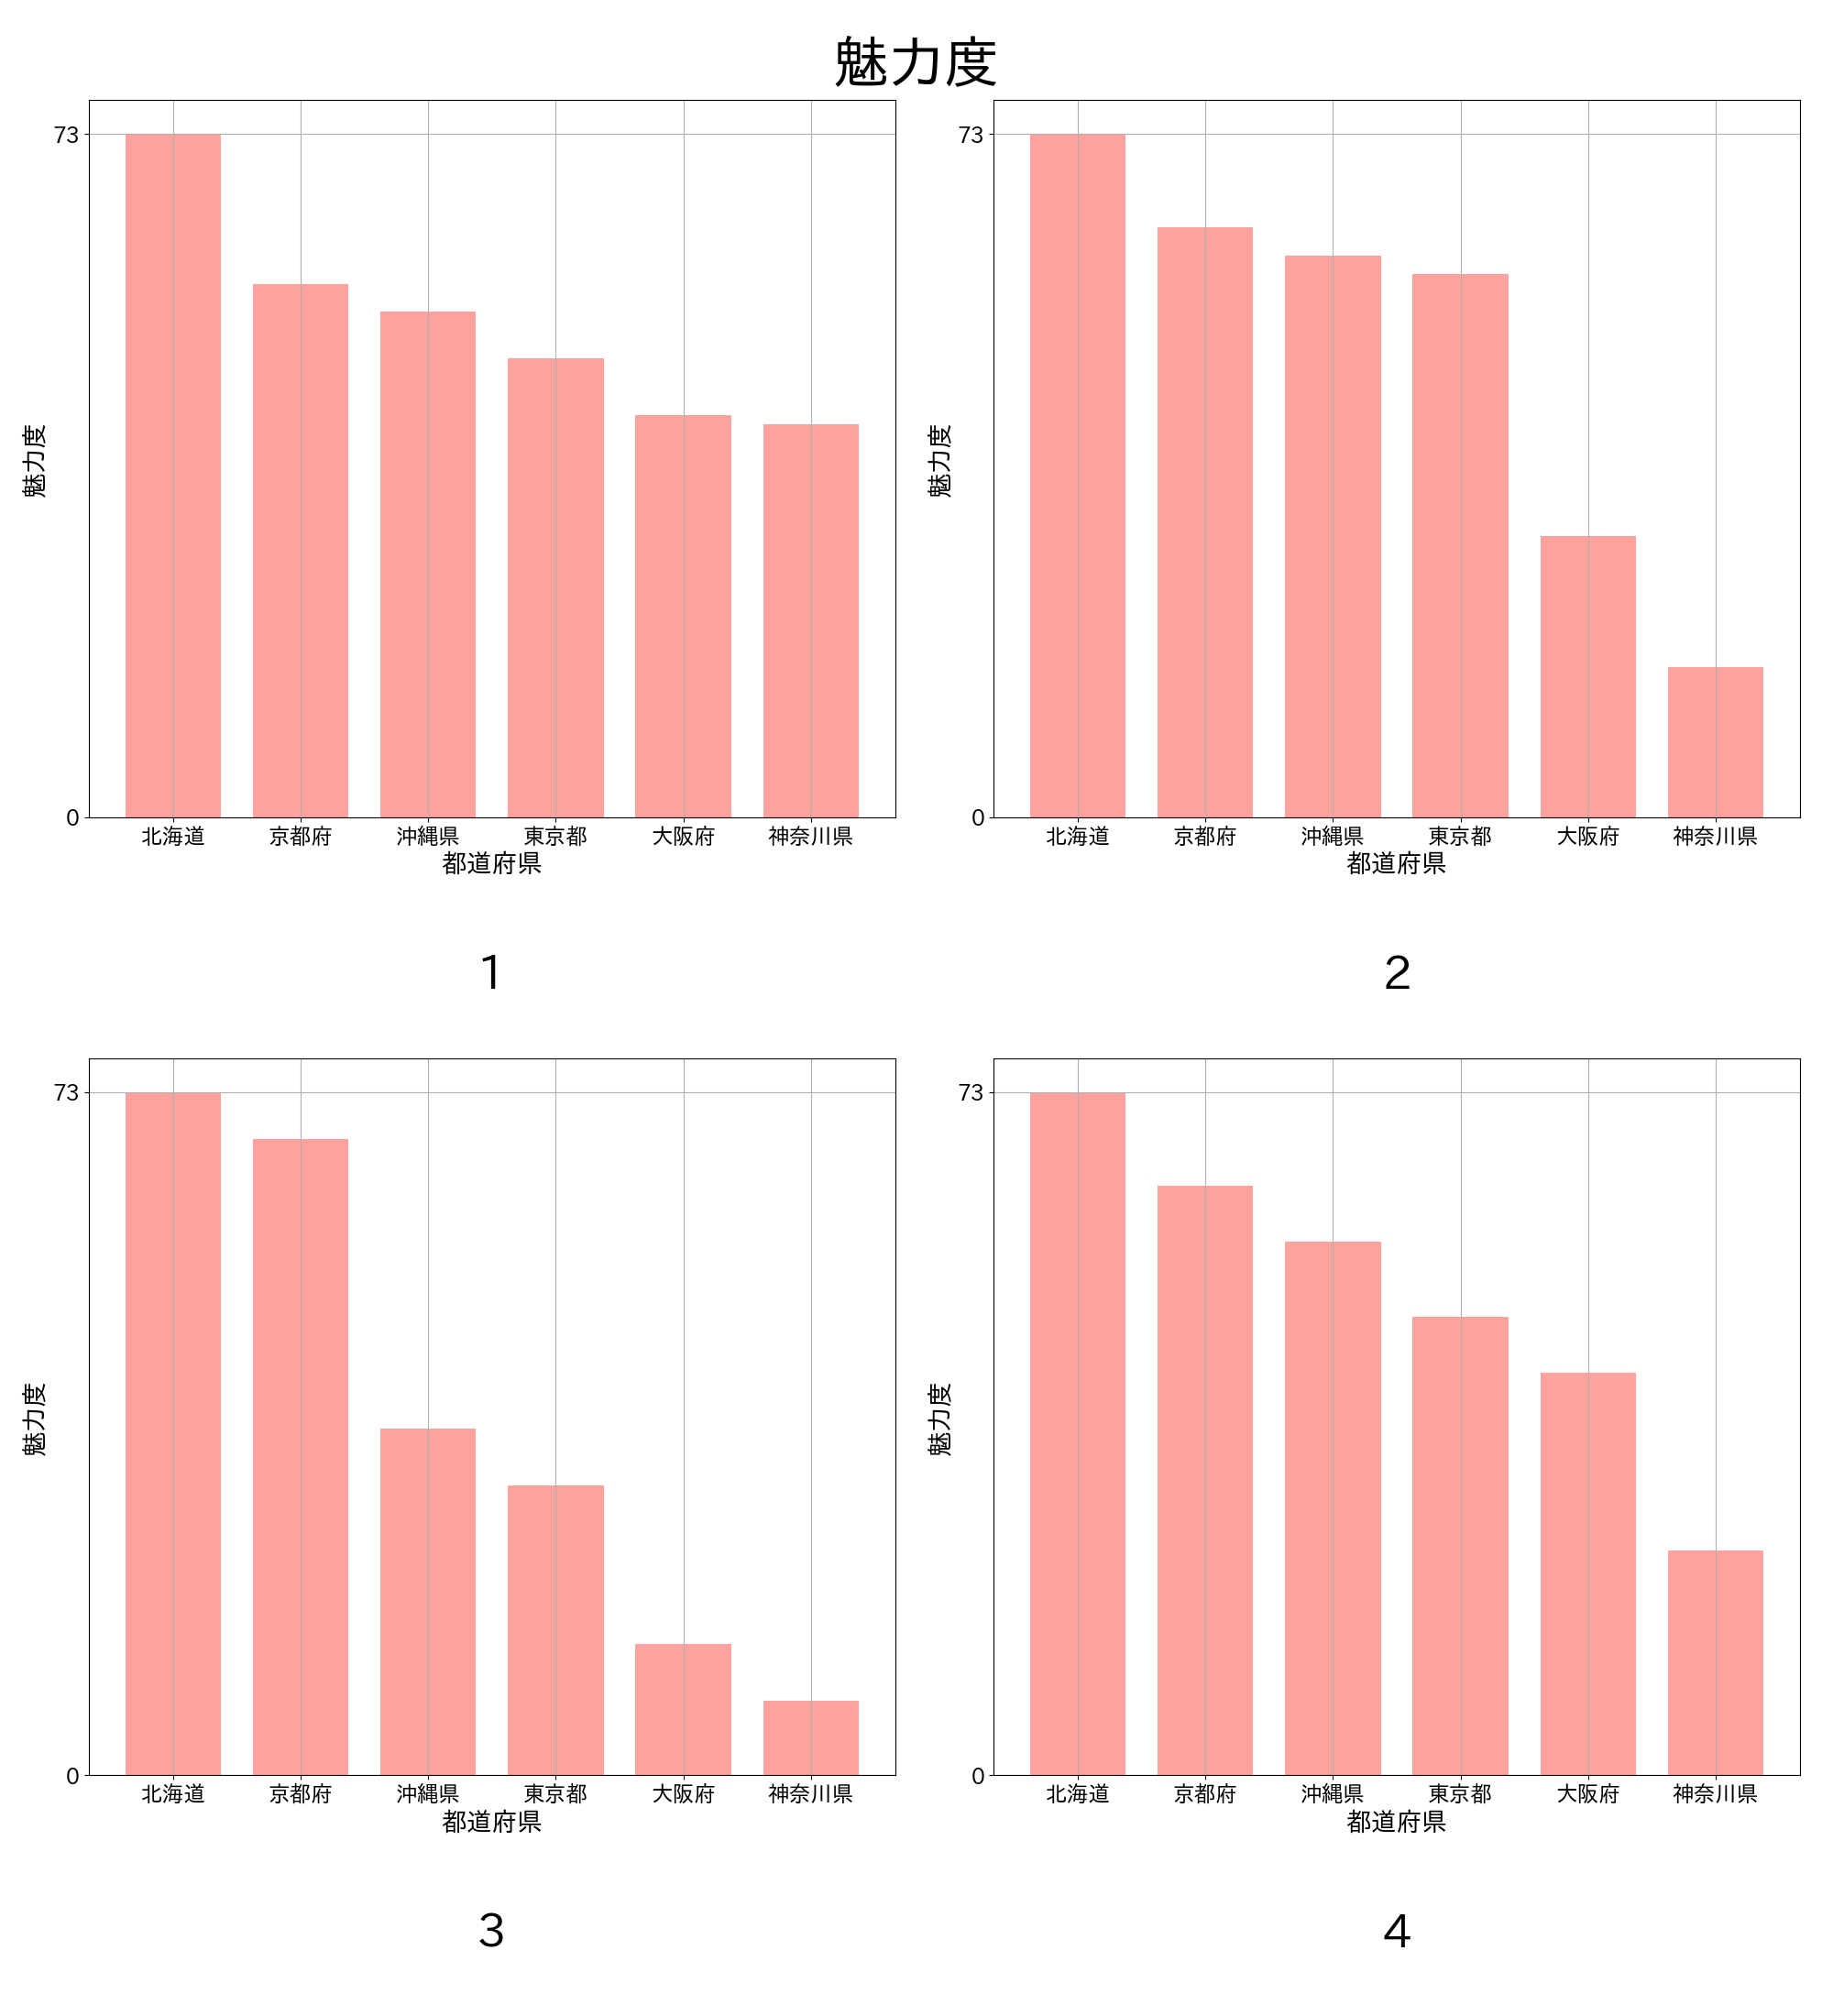 魅力度
73
0
魅力度
北海道 京都府 沖縄県 東京都 大阪府 神奈川県
都道府県
1
73
0
魅力度
北海道 京都府 沖縄県 東京都 大阪府 神奈川県
都道府県
2
73
0
魅力度
北海道 京都府 沖縄県 東京都 大阪府 神奈川県
都道府県
3
73
0
魅力度
北海道 京都府 沖縄県 東京都 大阪府 神奈川県
都道府県
4